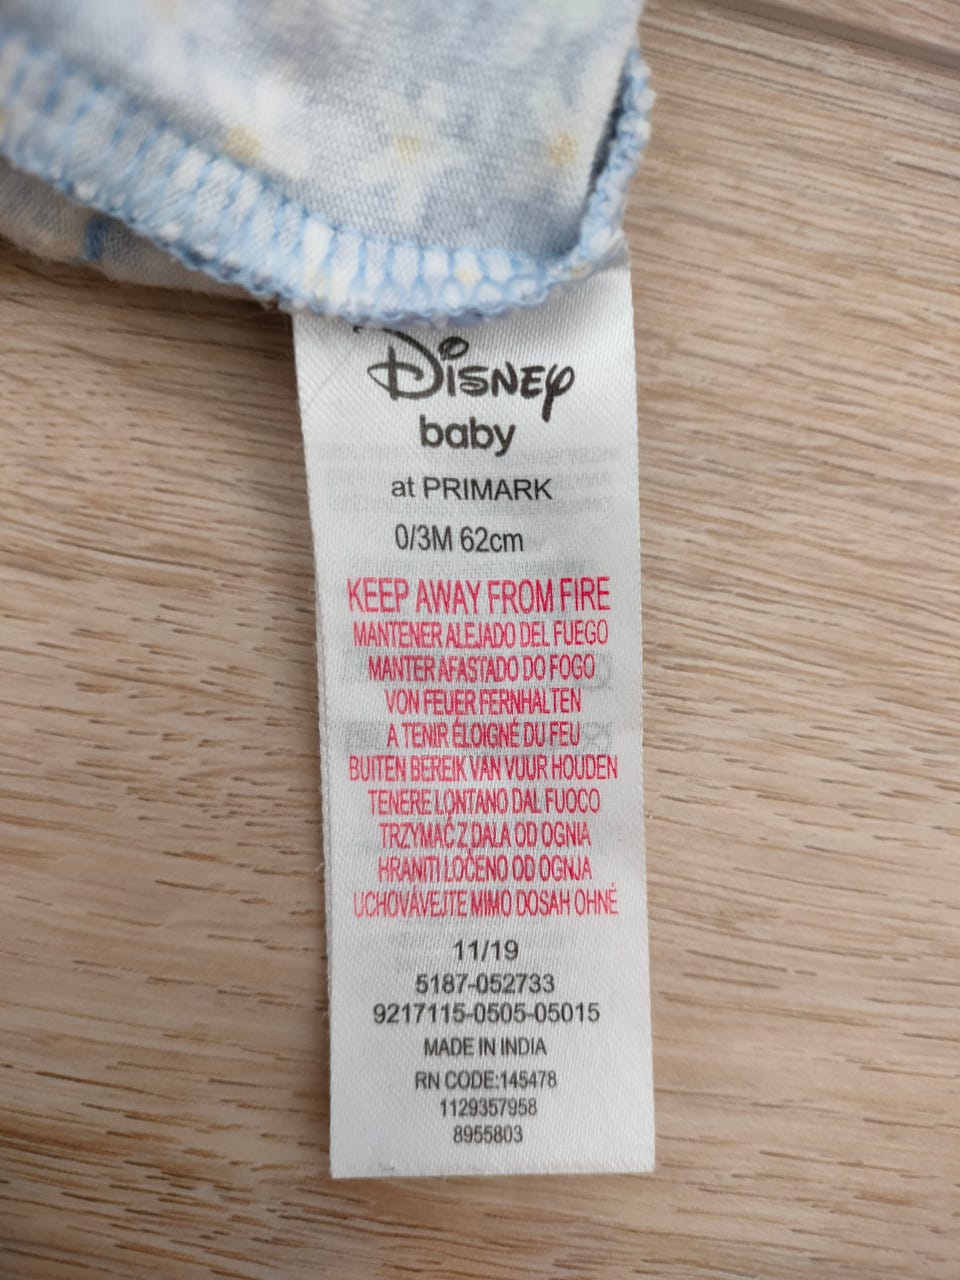 Disney
baby
at PRIMARK
0/3M 62cm
KEEP AWAY FROM FIRE
MANTENER ALEJADO DEL FUEGO
MANTER AFASTADO DO FOGO
VON FEUER FERNHALTEN
A TENIR ÉLOIGNÉ DU FEU
BUITEN BEREIK VAN VUUR HOUDEN
TENERE LONTANO DAL FUOCO
TRZYMAĆ Z DALA OD OGNIA
HRANITI LOČENO OD OGNJA
UCHOVÁVEJTE MIMO DOSAH OHNĚ
11/19
5187-052733
9217115-0505-05015
MADE IN INDIA
RN CODE:145478
1129357958
8955803